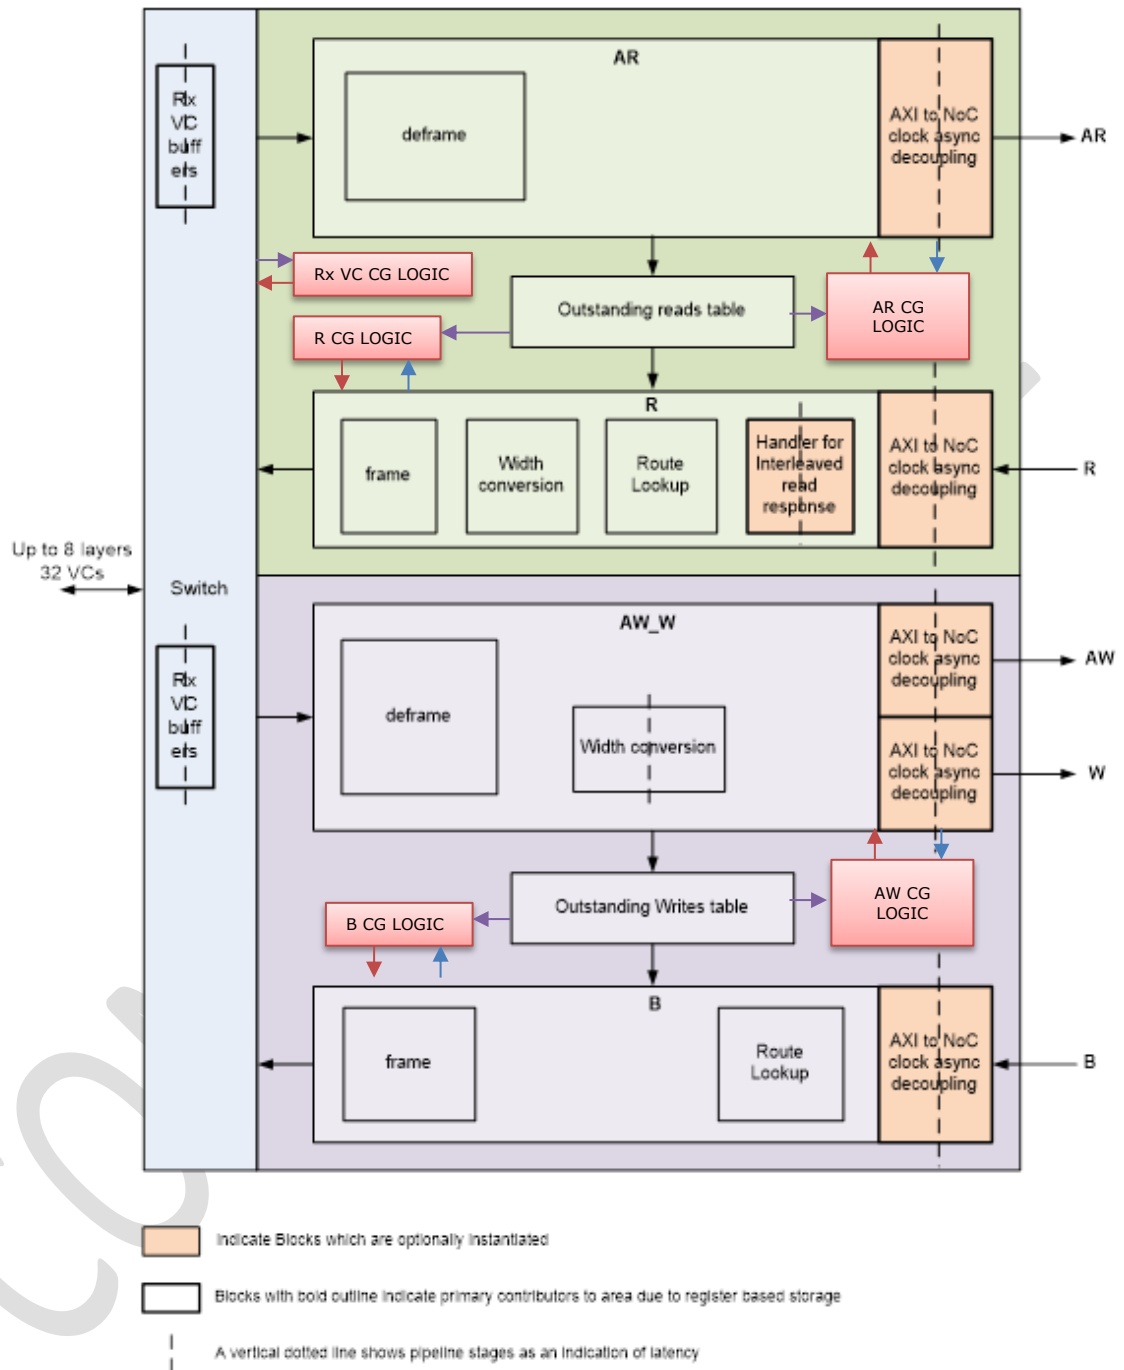 AR
Rx
VC
buff
ers
deframe
AXI to NoC
clock async
decoupling
AR
Rx VC CG LOGIC
Outstanding reads table
AR CG
LOGIC
R CG LOGIC
R
frame
Width
conversion
Route
Lookup
Handler for
Interleaved
read
response
AXI to NoC
clock async
decoupling
R
Up to 8 layers
32 VCs
Switch
AW_W
Rx
VC
buff
ers
deframe
Width conversion
AXI to NoC
clock async
decoupling
AW
AXI to NoC
clock async
decoupling
W
Outstanding Writes table
AW CG
LOGIC
B CG LOGIC
B
frame
Route
Lookup
AXI to NoC
clock async
decoupling
B
Indicate Blocks which are optionally instantiated
Blocks with bold outline indicate primary contributors to area due to register based storage
A vertical dotted line shows pipeline stages as an indication of latency